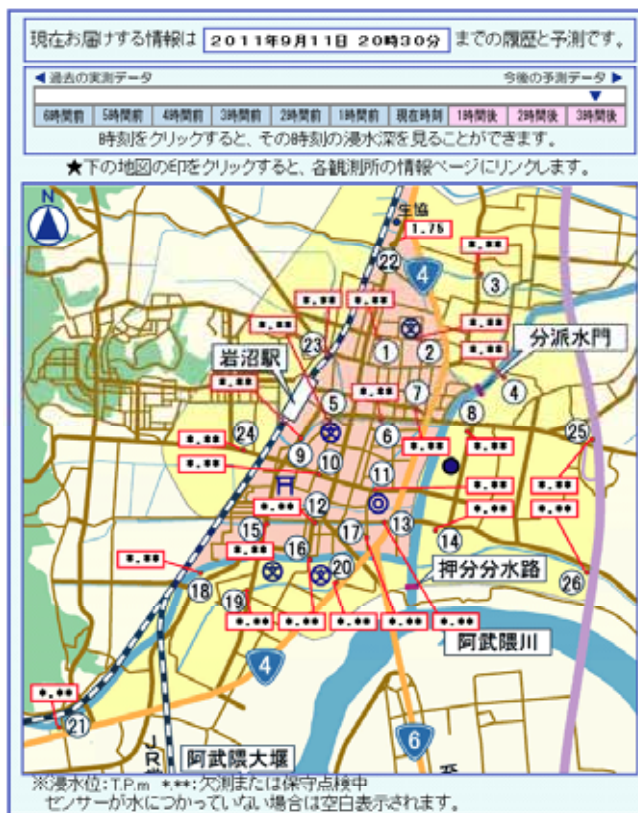 現在お届けする情報は 2011年9月11日 20時30分 までの履歴と予測です。
◀過去の実測データ 今後の予測データ▶
6時間前 5時間前 4時間前 3時間前 2時間前 1時間前 現在時刻 1時間後 2時間後 3時間後
時刻をクリックすると、その時刻の浸水深を見ることができます。
★下の地図の印をクリックすると、各観測所の情報ページにリンクします。
N
生協
1.75
22
4
*.**
3
*.** *.**
*.**
*.**
分派水門
23
1
2
*.**
岩沼駅
*.**
*.**
5
7
4
6
8
24
*.**
9
*.**
*.**
25
10
*.**
11
*.**
*.**
*.**
*.**
*.**
12
15
17
13
14
*.**
*.**
16
押分分水路
18
20
26
19
*.** *.** *.** *.**
阿武隈川
4
*.**
21
6
JR
阿武隈大堰
至
※浸水位:T.P.m *.**:欠測または保守点検中
センサーが水につかっていない場合は空白表示されます。